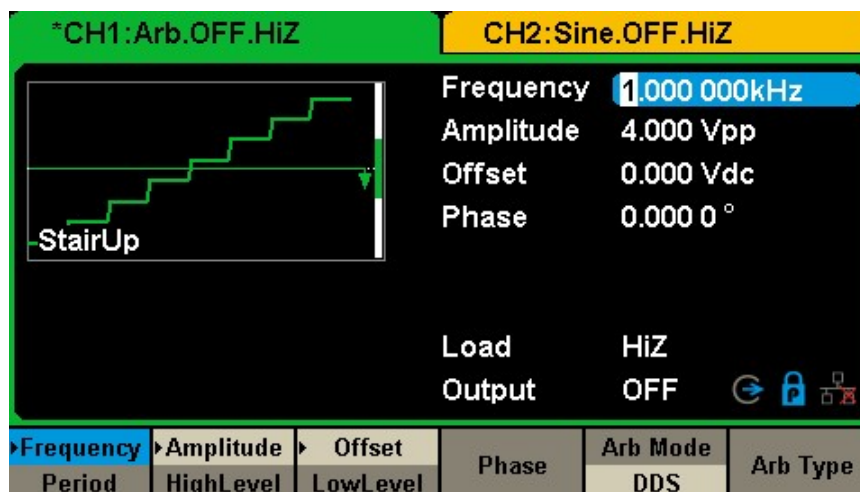 *CH1:Arb.OFF.HiZ
CH2:Sine.OFF.HiZ
Frequency 1.000 000kHz
Amplitude 4.000 Vpp
Offset 0.000 Vdc
Phase 0.000 0 °
StairUp
Load HiZ
Output OFF
P
Frequency Amplitude Offset Phase Arb Mode Arb Type
Period HighLevel LowLevel DDS